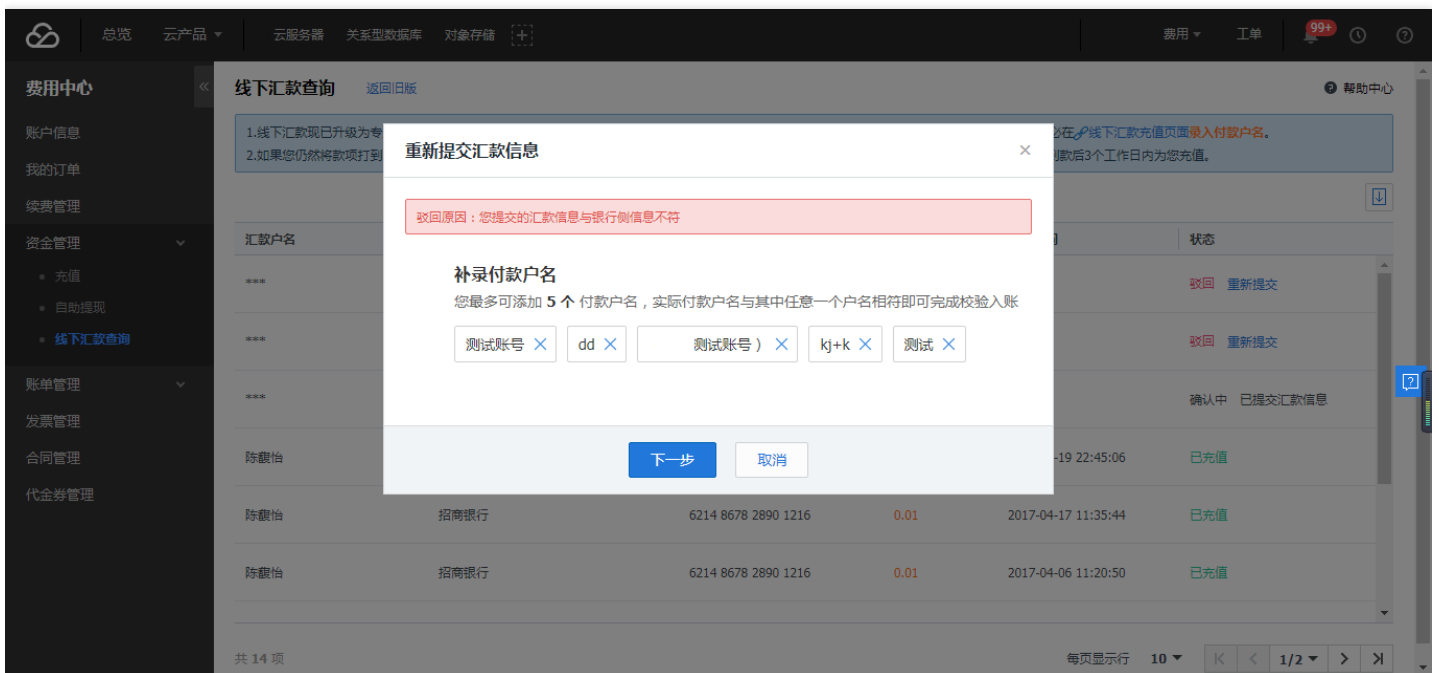 总览 云产品 云服务器 关系型数据库 对象存储 费用 工单 99+
费用中心
账户信息
我的订单
续费管理
资金管理
充值
自助提现
线下汇款查询
账单管理
发票管理
合同管理
代金券管理
线下汇款查询 返回旧版 帮助中心
1.线下汇款现已升级为专 必在线下汇款充值页面录入付款户名。
2.如果您仍然将款项打到 到款后3个工作日内为您充值。
汇款户名 状态
*** 驳回 重新提交
*** 驳回 重新提交
*** 确认中 已提交汇款信息
陈靓怡 -19 22:45:06 已充值
陈靓怡 招商银行 6214 8678 2890 1216 0.01 2017-04-17 11:35:44 已充值
陈靓怡 招商银行 6214 8678 2890 1216 0.01 2017-04-06 11:20:50 已充值
共 14 项 每页显示行 10 1/2
重新提交汇款信息
驳回原因：您提交的汇款信息与银行侧信息不符
补录付款户名
您最多可添加 5 个 付款户名，实际付款户名与其中任意一个户名相符即可完成校验入账
测试账号 dd 测试账号） kj+k 测试
下一步 取消